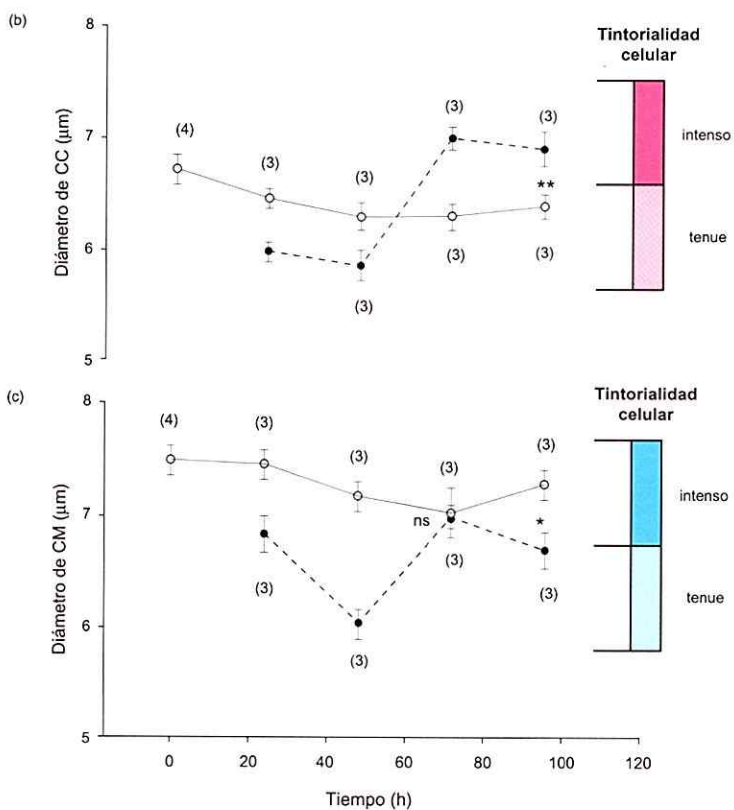 (b)
8
7
6
5
Diámetro de CC (µm)
(4)
(3)
(3)
(3)
(3)
(3)
(3)
(3)
**
Tintorialidad
celular
intenso
tenue
(c)
8
7
6
5
Diámetro de CM (µm)
(4)
(3)
(3)
(3)
(3)
(3)
(3)
(3)
(3)
ns
*
Tintorialidad
celular
intenso
tenue
0
20
40
60
80
100
120
Tiempo (h)